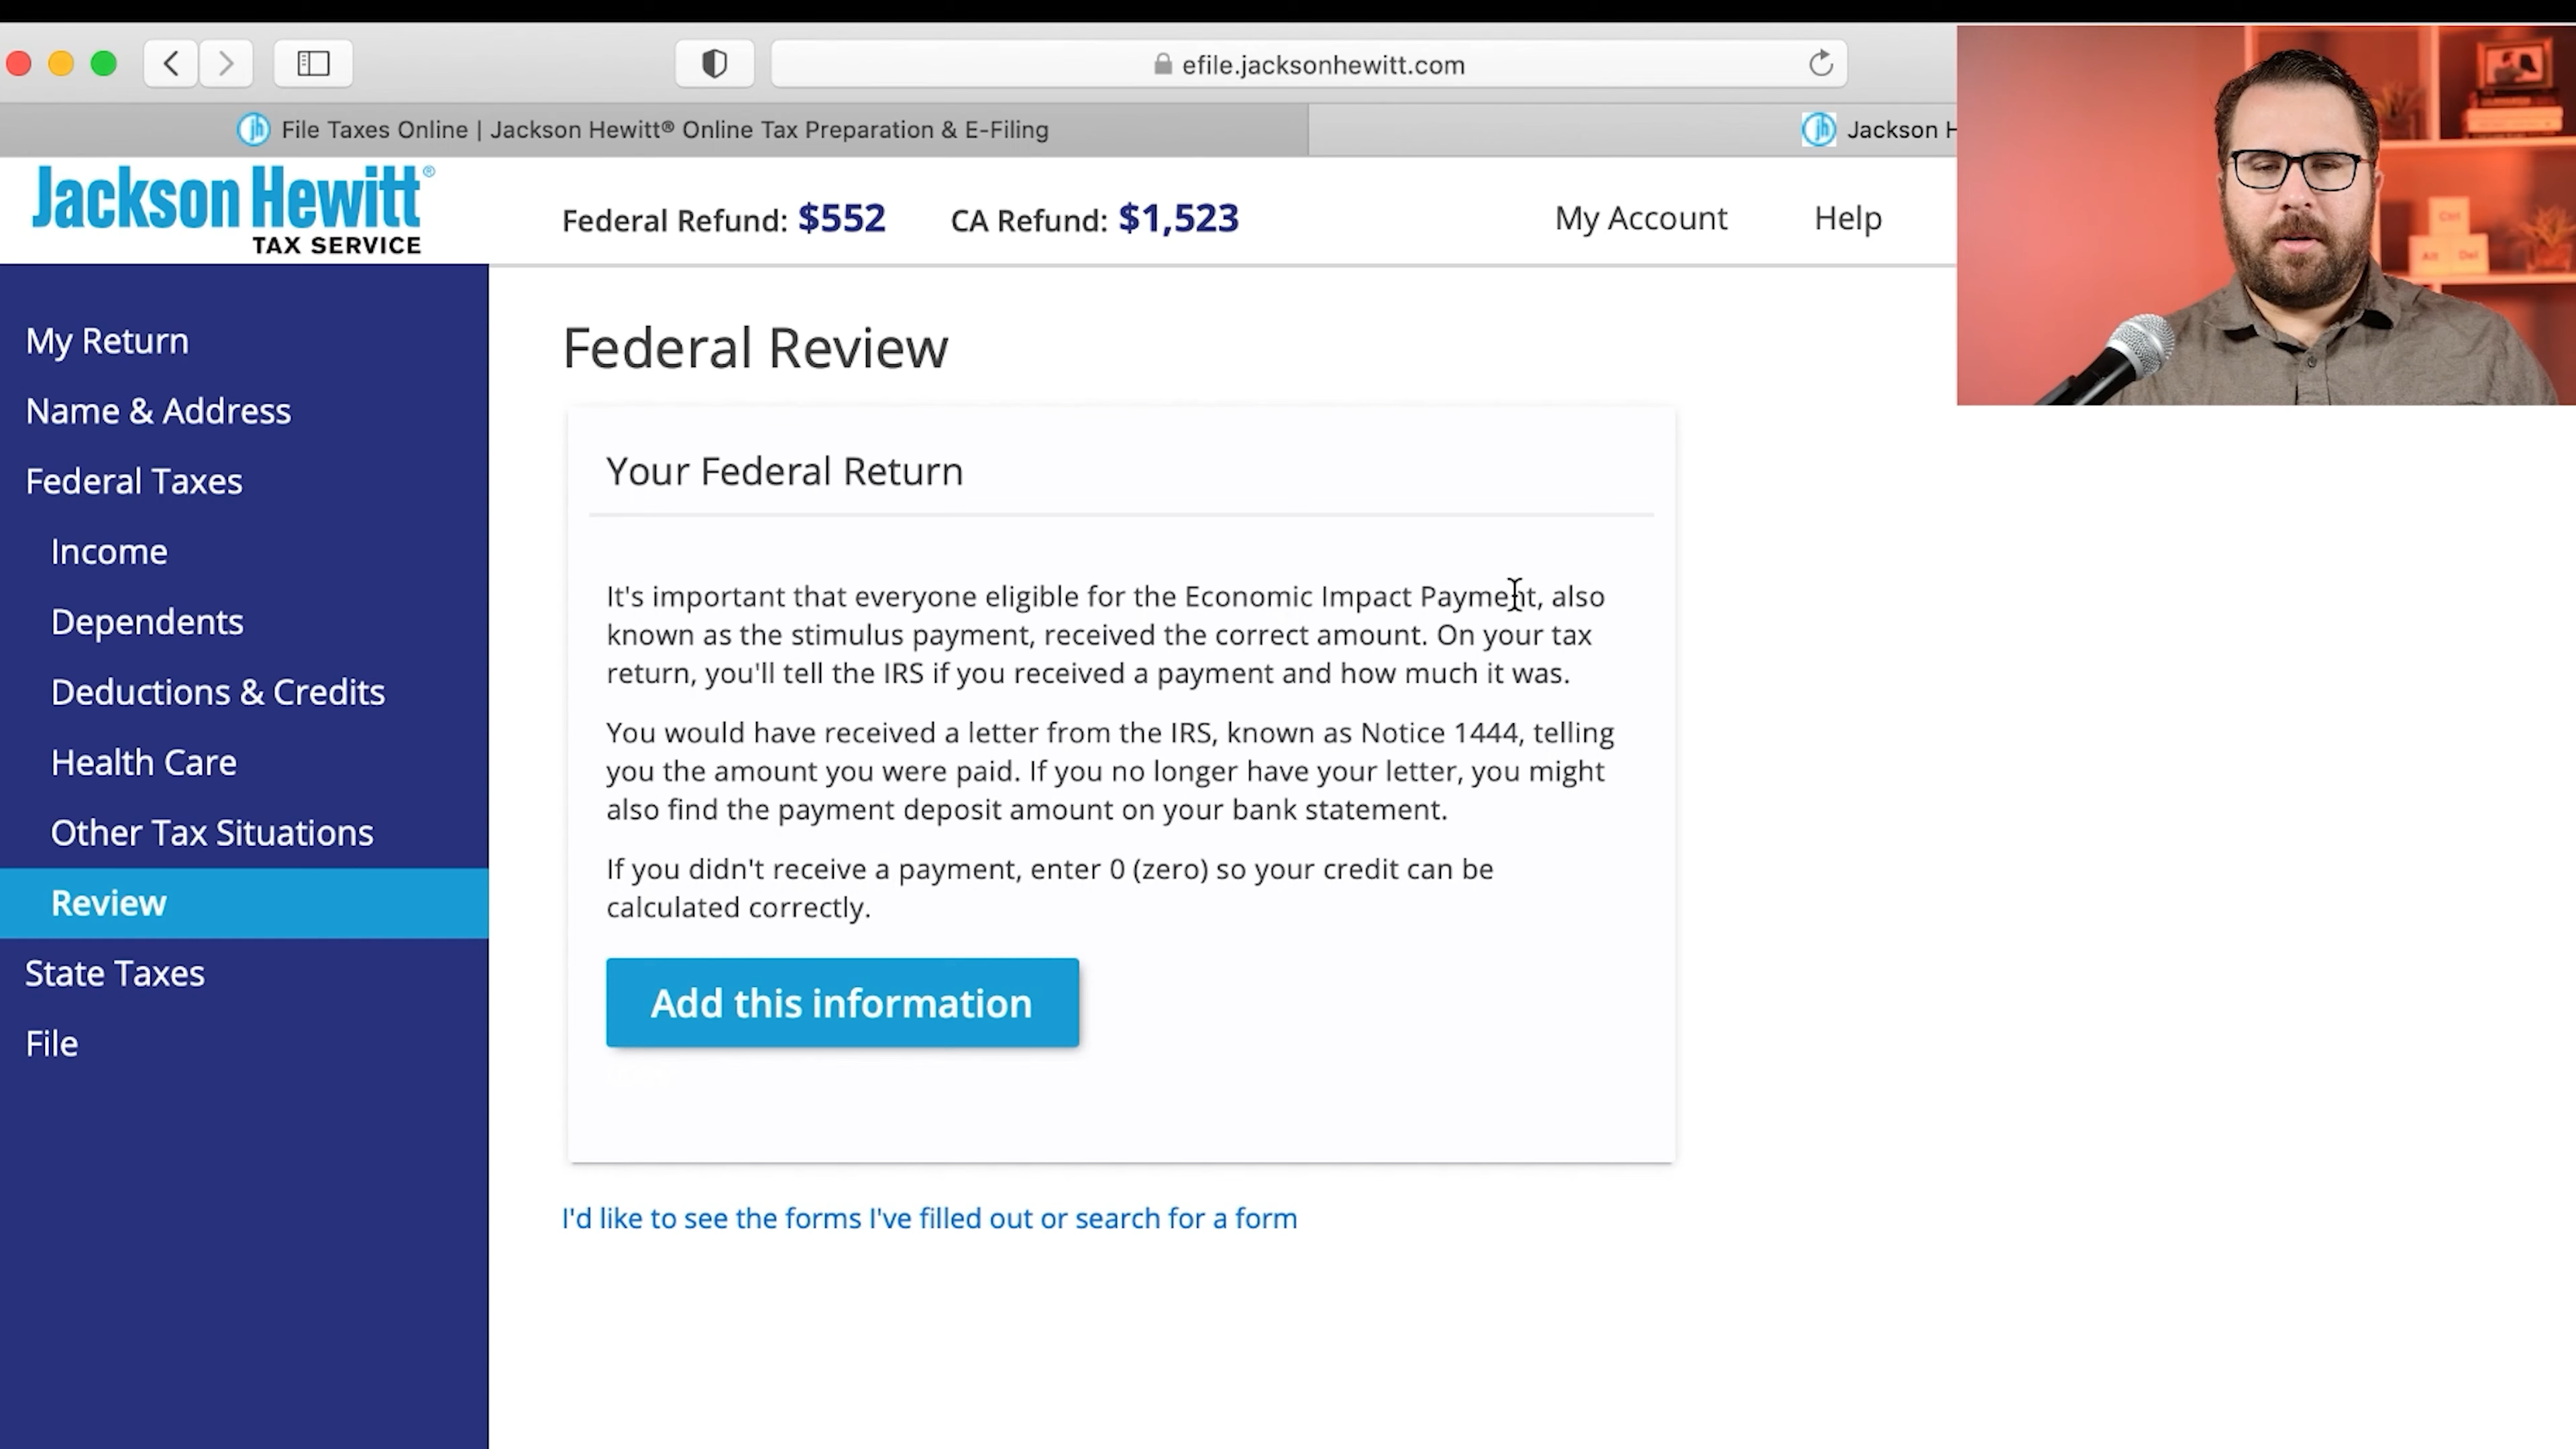 efile.jacksonhewitt.com
File Taxes Online | Jackson Hewitt® Online Tax Preparation & E-Filing
jh
Jackson H
Jackson Hewitt®
TAX SERVICE
Federal Refund: $552
CA Refund: $1,523
My Account
Help
Ctrl
Alt
Del
My Return
Name & Address
Federal Taxes
Income
Dependents
Deductions & Credits
Health Care
Other Tax Situations
Review
State Taxes
File
Federal Review
Your Federal Return
It's important that everyone eligible for the Economic Impact Payment, also
known as the stimulus payment, received the correct amount. On your tax
return, you'll tell the IRS if you received a payment and how much it was.
You would have received a letter from the IRS, known as Notice 1444, telling
you the amount you were paid. If you no longer have your letter, you might
also find the payment deposit amount on your bank statement.
If you didn't receive a payment, enter 0 (zero) so your credit can be
calculated correctly.
Add this information
I'd like to see the forms I've filled out or search for a form